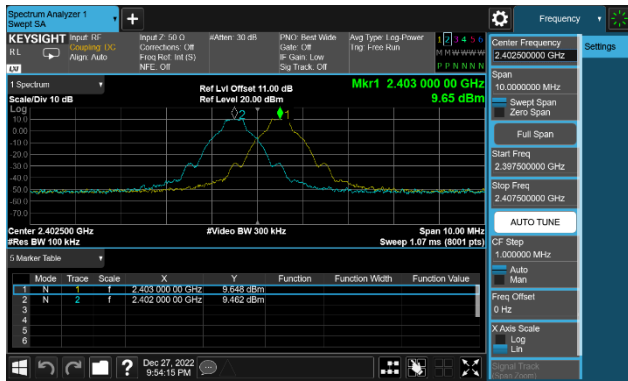 Spectrum Analyzer 1
Swept SA
Frequency
KEYSIGHT Input: RF
RL Coupling: DC
Align: Auto
LXI
Input Z: 50 Ω
Corrections: Off
Freq Ref: Int (S)
NFE: Off
#Atten: 30 dB
PNO: Best Wide
Gate: Off
IF Gain: Low
Sig Track: Off
Avg Type: Log-Power
Trig: Free Run
1 2 3 4 5 6
M M W W W W
P P N N N N
1 Spectrum
Scale/Div 10 dB
Ref Lvl Offset 11.00 dB
Ref Level 20.00 dBm
Mkr1 2.403 000 00 GHz
9.65 dBm
Log
10.0
0.00
-10.0
-20.0
-30.0
-40.0
-50.0
-60.0
-70.0
2
1
Center 2.402500 GHz
#Res BW 100 kHz
#Video BW 300 kHz
Span 10.00 MHz
Sweep 1.07 ms (8001 pts)
5 Marker Table
Mode Trace Scale X Y Function Function Width Function Value
1 N 1 f 2.403 000 00 GHz 9.648 dBm
2 N 2 f 2.402 000 00 GHz 9.462 dBm
3
4
5
6
Dec 27, 2022
9:54:15 PM
Center Frequency
2.402500000 GHz
Settings
Span
10.0000000 MHz
Swept Span
Zero Span
Full Span
Start Freq
2.397500000 GHz
Stop Freq
2.407500000 GHz
AUTO TUNE
CF Step
1.000000 MHz
Auto
Man
Freq Offset
0 Hz
X Axis Scale
Log
Lin
Signal Track
(Span Zoom)